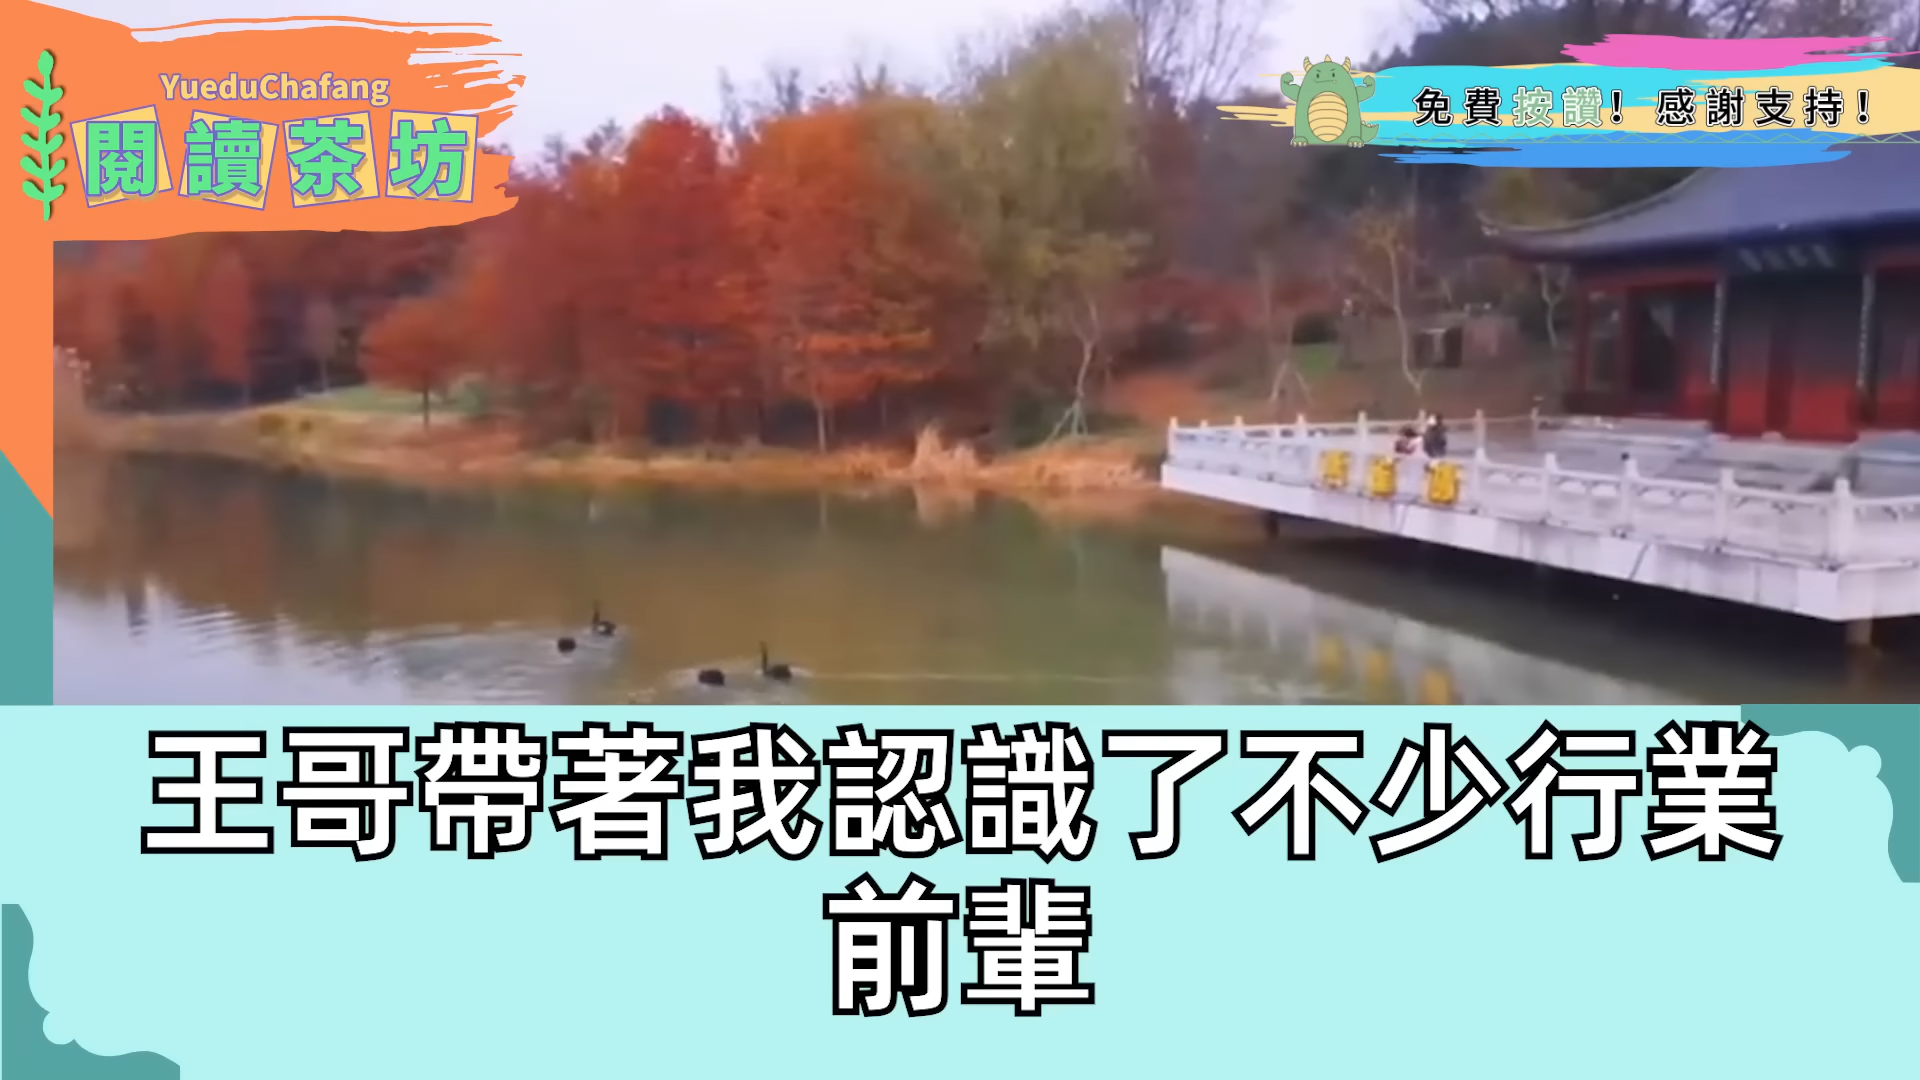 YueduChafang
閱讀茶坊
免費按讚！感謝支持！
王哥帶著我認識了不少行業
前輩